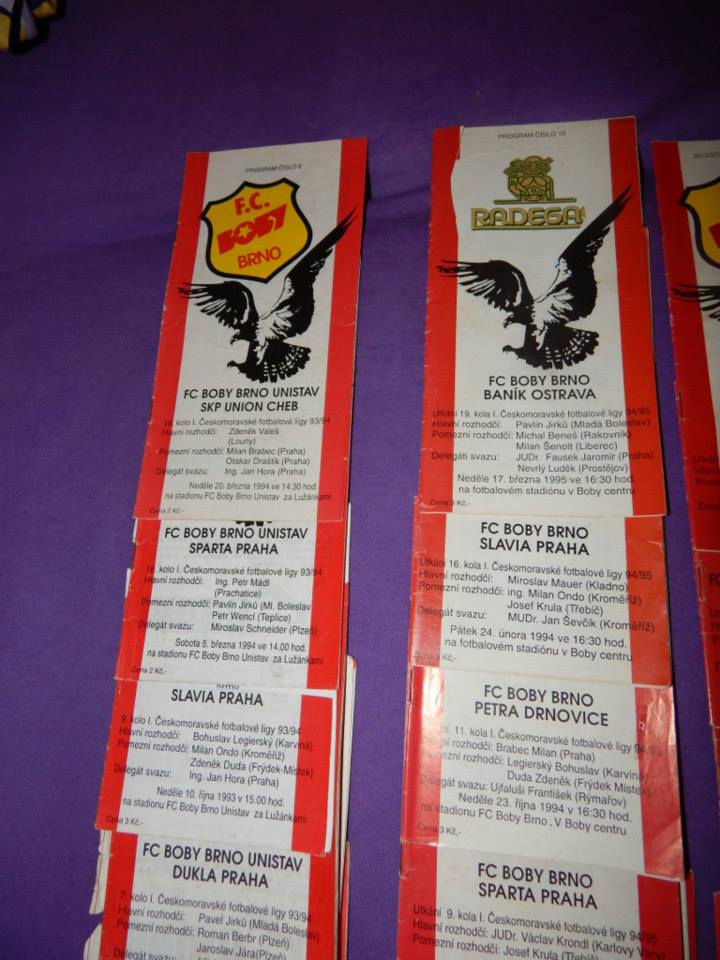 PROGRAM ČÍSLO 8
F.C.
BOBY
BRNO
FC BOBY BRNO UNISTAV
SKP UNION CHEB
18. kolo I. Českomoravské fotbalové ligy 93/94
Hlavní rozhodčí: Zdeněk Valeš
(Louny)
Pomezní rozhodčí: Milan Brabec (Praha)
Otakar Draštík (Praha)
Delegát svazu: Ing. Jan Hora (Praha)
Neděle 20. března 1994 ve 14.30 hod.
na stadionu FC Boby Brno Unistav za Lužánkami
Cena 2 Kč,-
FC BOBY BRNO UNISTAV
SPARTA PRAHA
16. kolo I. Českomoravské fotbalové ligy 93/94
Hlavní rozhodčí: Ing. Petr Mádl
(Prachatice)
Pomezní rozhodčí: Pavlín Jirků (Ml. Boleslav
Petr Wencl (Teplice)
Delegát svazu: Miroslav Schneider (Plzeň)
Sobota 5. března 1994 ve 14.00 hod.
na stadionu FC Boby Brno Unistav za Lužánkami
Cena 2 Kč,-
SLAVIA PRAHA
9. kolo I. Českomoravské fotbalové ligy 93/94
Hlavní rozhodčí: Bohuslav Legierský (Karviná)
Pomezní rozhodčí: Milan Ondo (Kroměříž)
Zdeněk Duda (Frýdek-Místek)
Delegát svazu: Ing. Jan Hora (Praha)
Neděle 10. října 1993 v 15.00 hod.
na stadionu FC Boby Brno Unistav za Lužánkami
Cena 3 Kč,-
FC BOBY BRNO UNISTAV
DUKLA PRAHA
7. kolo I. Českomoravské fotbalové ligy 93/94
Hlavní rozhodčí: Pavel Jirků (Mladá Boleslav)
Pomezní rozhodčí: Roman Berbr (Plzeň)
Jaroslav Jára(Plzeň)
PROGRAM ČÍSLO 10
RADEGA
FC BOBY BRNO
BANÍK OSTRAVA
Utkání 19. kola I. Českomoravské fotbalové ligy 94/95
Hlavní rozhodčí: Pavlín Jirků (Mladá Boleslav)
Pomezní rozhodčí: Michal Beneš (Rakovník)
Milan Šenolt (Liberec)
Delegáti svazu: JUDr. Fausek Jaromír (Praha)
Nevrlý Luděk (Prostějov)
Neděle 17. března 1995 ve 16:30 hod.
na fotbalovém stadiónu v Boby centru
Cena 3 Kč,-
FC BOBY BRNO
SLAVIA PRAHA
Utkání 16. kola I. Českomoravské fotbalové ligy 94/95
Hlavní rozhodčí: Miroslav Mauer (Kladno)
Pomezní rozhodčí: ing. Milan Ondo (Kroměříž)
Josef Krula (Třebíč)
Delegát svazu: MUDr. Jan Ševčík (Kroměříž)
Pátek 24. února 1994 ve 16:30 hod.
na fotbalovém stadiónu v Boby centru
Kč,-
FC BOBY BRNO
PETRA DRNOVICE
11. kola I. Českomoravské fotbalové ligy 94/95
rozhodčí: Brabec Milan (Praha)
Pomezní rozhodčí: Legierský Bohuslav (Karviná)
Duda Zdeněk (Frýdek Místek)
Delegát svazu: Ujfaluši František (Rýmařov)
Neděle 23. října 1994 v 16:30 hod.
na stadionu FC Boby Brno, V Boby centru
Cena 3 Kč,-
FC BOBY BRNO
SPARTA PRAHA
Utkání 9. kola I. Českomoravské fotbalové ligy 94/95
Hlavní rozhodčí: JUDr. Václav Krondl (Karlovy Vary)
Pomezní rozhodčí: Josef Krula (Třebíč)